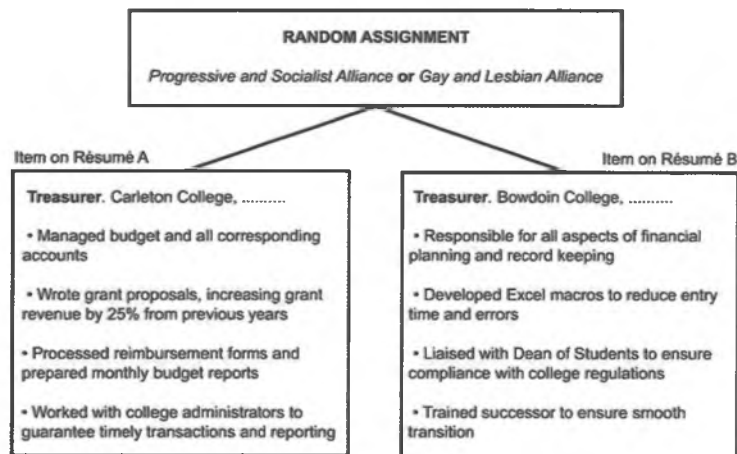 RANDOM ASSIGNMENT
Progressive and Socialist Alliance or Gay and Lesbian Alliance
Item on Résumé A
Treasurer. Carleton College, ..........
• Managed budget and all corresponding
accounts
• Wrote grant proposals, increasing grant
revenue by 25% from previous years
• Processed reimbursement forms and
prepared monthly budget reports
• Worked with college administrators to
guarantee timely transactions and reporting
Item on Résumé B
Treasurer. Bowdoin College, ..........
• Responsible for all aspects of financial
planning and record keeping
• Developed Excel macros to reduce entry
time and errors
• Liaised with Dean of Students to ensure
compliance with college regulations
• Trained successor to ensure smooth
transition